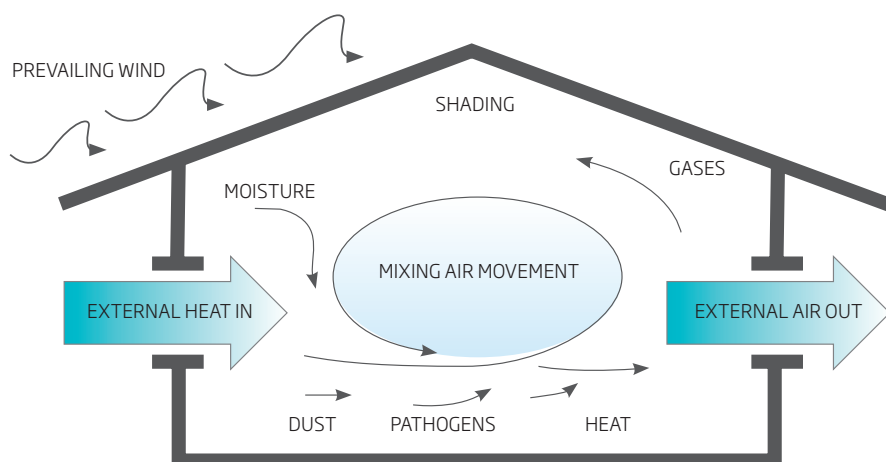 PREVAILING WIND
SHADING
GASES
MOISTURE
MIXING AIR MOVEMENT
EXTERNAL HEAT IN
EXTERNAL AIR OUT
DUST
PATHOGENS
HEAT